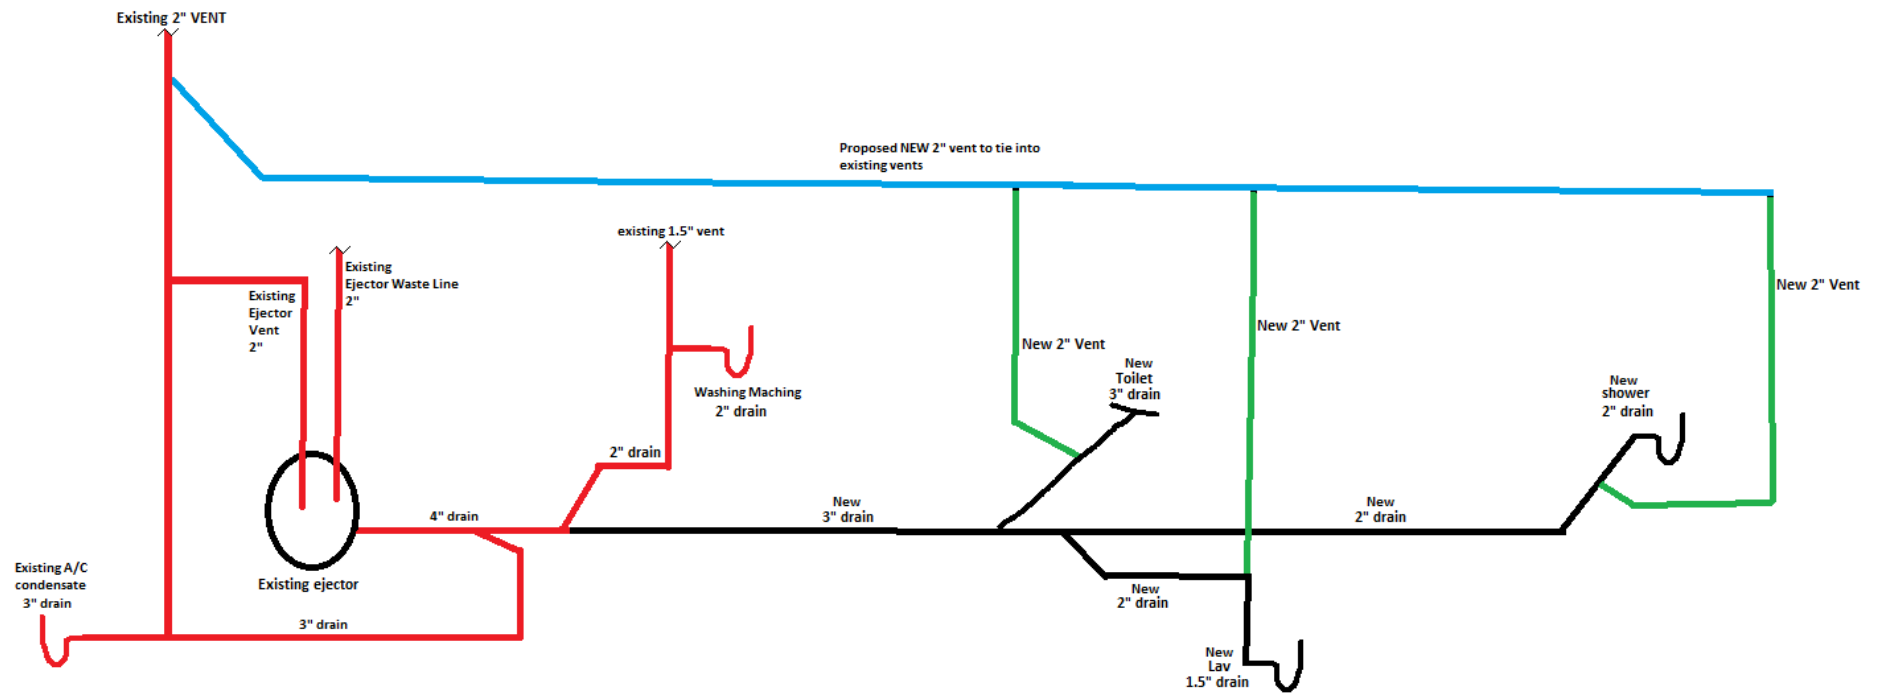 Existing 2" VENT
Proposed NEW 2" vent to tie into
existing vents
existing 1.5" vent
Existing
Ejector Waste Line
2"
Existing
Ejector
Vent
2"
New 2" Vent
New 2" Vent
New 2" Vent
New
Toilet
3" drain
New
shower
2" drain
Washing Maching
2" drain
2" drain
4" drain
New
3" drain
New
2" drain
Existing A/C
condensate
3" drain
Existing ejector
3" drain
New
2" drain
New
Lav
1.5" drain